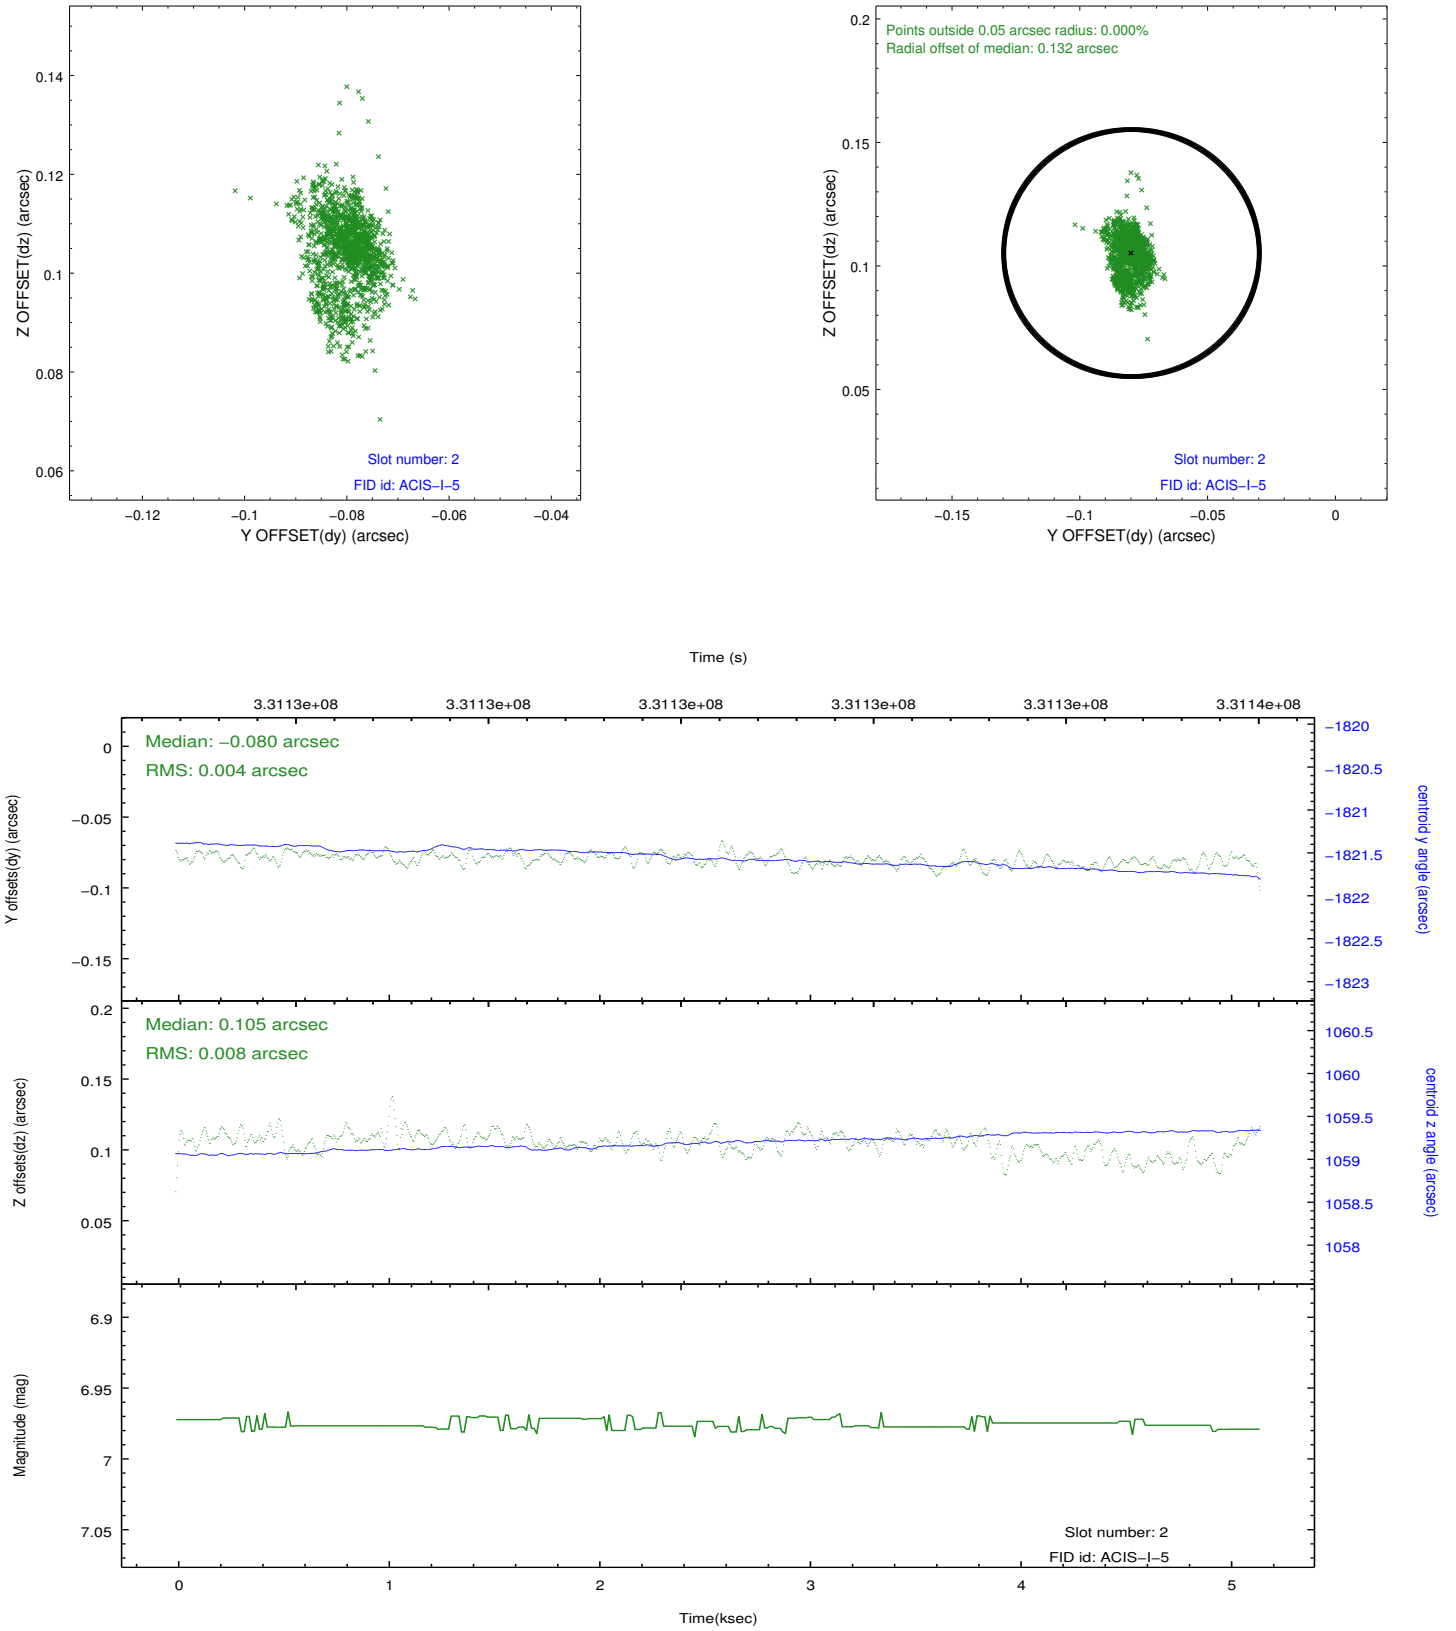 0.14
0.12
0.1
0.08
0.06
Z OFFSET(dz) (arcsec)
Slot number: 2
FID id: ACIS−I−5
−0.12 −0.1 −0.08 −0.06 −0.04
Y OFFSET(dy) (arcsec)
Points outside 0.05 arcsec radius: 0.000%
Radial offset of median: 0.132 arcsec
0.2
0.15
0.1
0.05
Z OFFSET(dz) (arcsec)
Slot number: 2
FID id: ACIS−I−5
−0.15 −0.1 −0.05 0
Y OFFSET(dy) (arcsec)
Time (s)
3.3113e+08 3.3113e+08 3.3113e+08 3.3113e+08 3.3113e+08 3.3114e+08
Median: −0.080 arcsec
RMS: 0.004 arcsec
0
−0.05
−0.1
−0.15
Y offsets(dy) (arcsec)
−1820
−1820.5
−1821
−1821.5
−1822
−1822.5
−1823
centroid y angle (arcsec)
Median: 0.105 arcsec
RMS: 0.008 arcsec
0.2
0.15
0.1
0.05
Z offsets(dz) (arcsec)
1060.5
1060
1059.5
1059
1058.5
1058
centroid z angle (arcsec)
6.9
6.95
7
7.05
Magnitude (mag)
Slot number: 2
FID id: ACIS−I−5
0 1 2 3 4 5
Time(ksec)